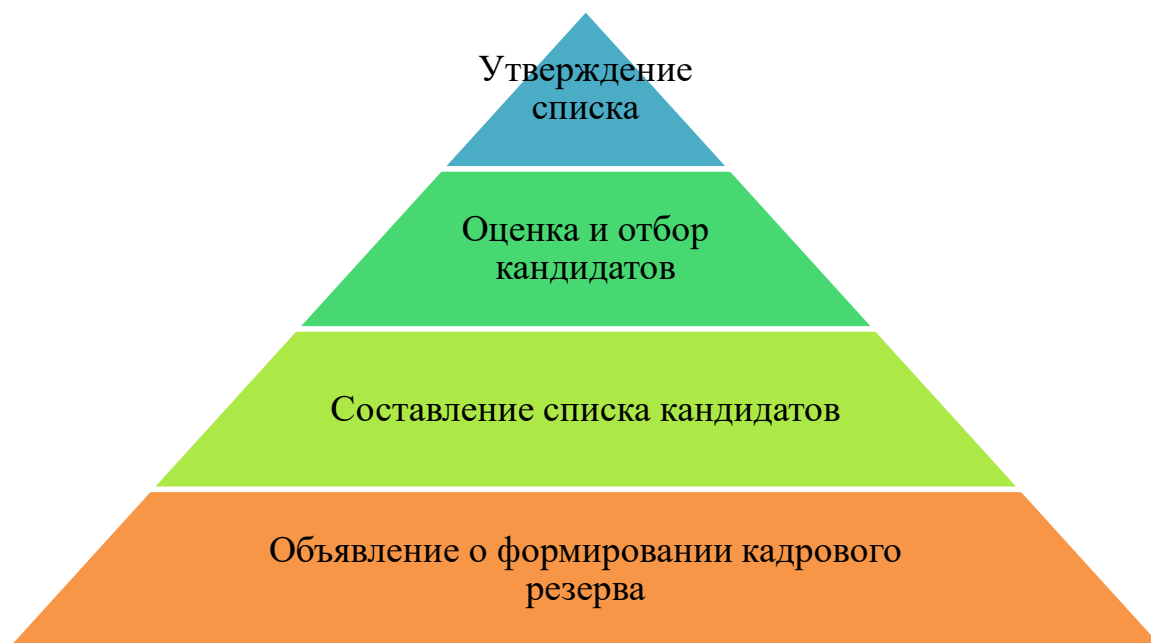 Утверждение
списка
Оценка и отбор
кандидатов
Составление списка кандидатов
Объявление о формировании кадрового
резерва